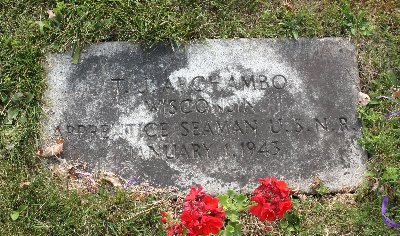 ARCHAMBO
WISCONSIN
APPRENTICE SEAMAN U.S.N.R.
JANUARY 1, 1943